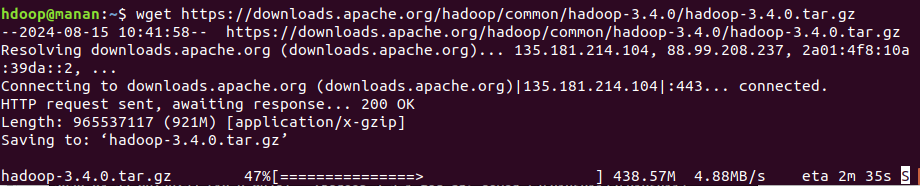 hdoop@manan:~$ wget https://downloads.apache.org/hadoop/common/hadoop-3.4.0/hadoop-3.4.0.tar.gz
--2024-08-15 10:41:58--  https://downloads.apache.org/hadoop/common/hadoop-3.4.0/hadoop-3.4.0.tar.gz
Resolving downloads.apache.org (downloads.apache.org)... 135.181.214.104, 88.99.208.237, 2a01:4f8:10a
:39da::2, ...
Connecting to downloads.apache.org (downloads.apache.org)|135.181.214.104|:443... connected.
HTTP request sent, awaiting response... 200 OK
Length: 965537117 (921M) [application/x-gzip]
Saving to: ‘hadoop-3.4.0.tar.gz’
hadoop-3.4.0.tar.gz        47%[===============>                    ] 438.57M  4.88MB/s    eta 2m 35s S